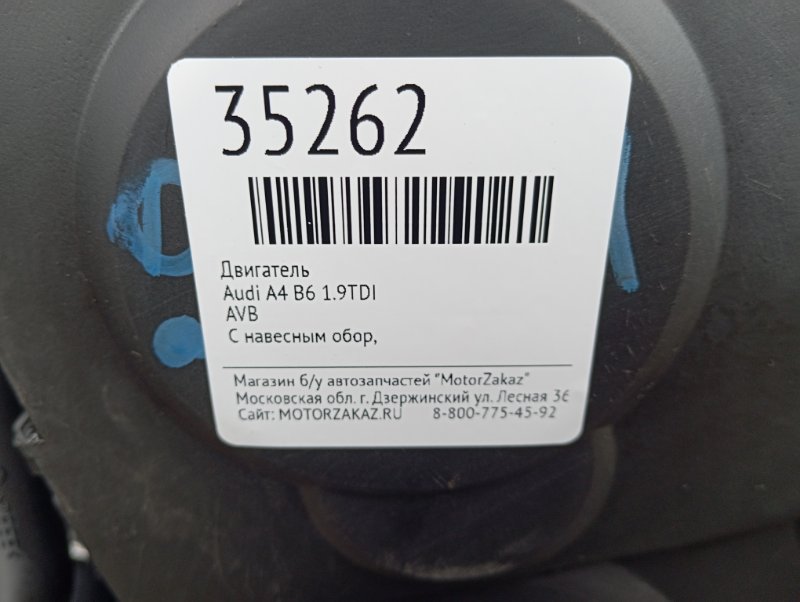 35262
Двигатель
Audi A4 B6 1.9TDI
AVB
С навесным обор,
Магазин б/у автозапчастей "MotorZakaz"
Московская обл. г. Дзержинский ул. Лесная 36
Сайт: MOTORZAKAZ.RU 8-800-775-45-92